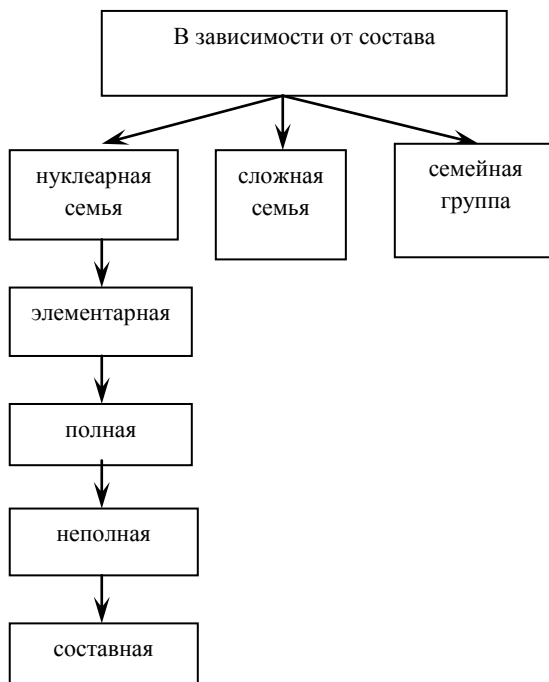 В зависимости от состава
нуклеарная
семья
сложная
семья
семейная
группа
элементарная
полная
неполная
составная